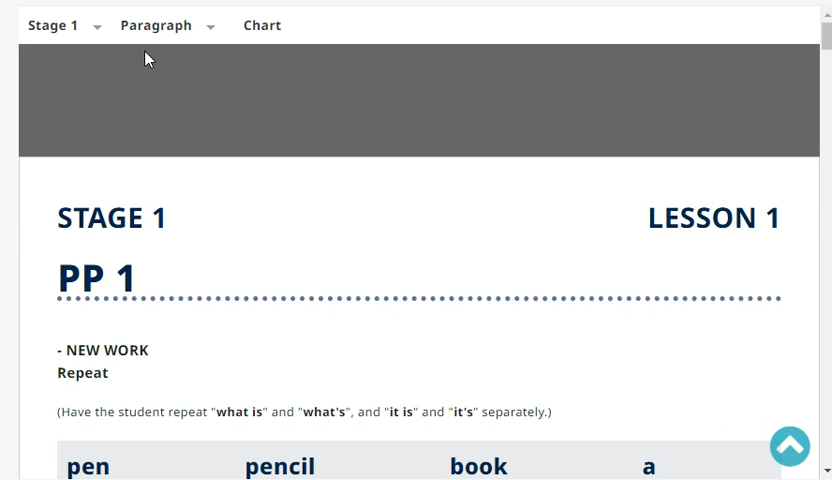 Stage 1 Paragraph Chart
STAGE 1 LESSON 1
PP 1
- NEW WORK
Repeat
(Have the student repeat "what is" and "what's", and "it is" and "it's" separately.)
pen pencil book a